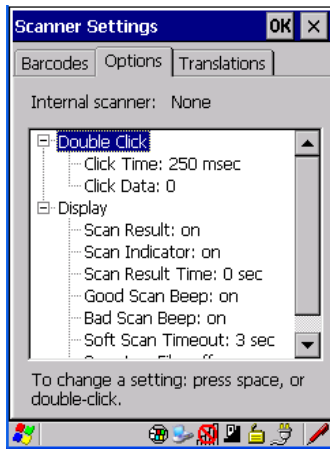 Scanner Settings OK
Barcodes Options Translations
Internal scanner: None
Double Click
Click Time: 250 msec
Click Data: 0
Display
Scan Result: on
Scan Indicator: on
Scan Result Time: 0 sec
Good Scan Beep: on
Bad Scan Beep: on
Soft Scan Timeout: 3 sec
To change a setting: press space, or
double-click.